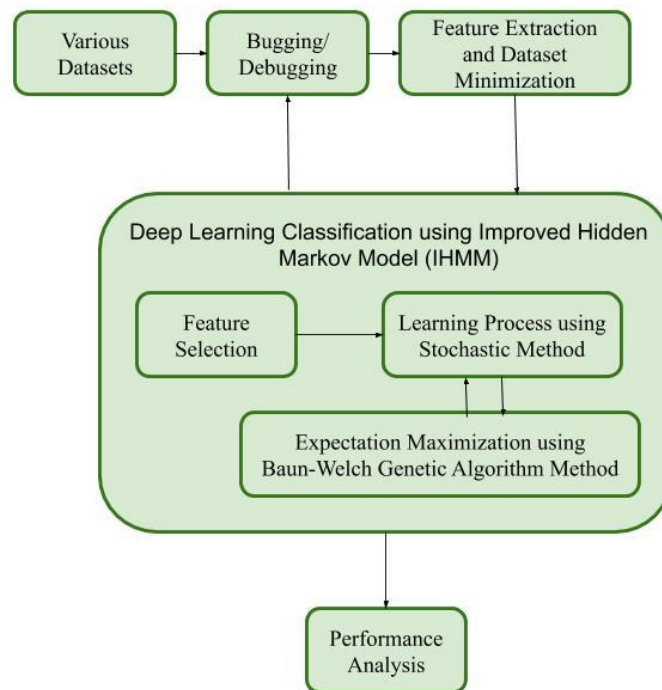 Various
Datasets
Bugging/
Debugging
Feature Extraction
and Dataset
Minimization
Deep Learning Classification using Improved Hidden
Markov Model (IHMM)
Feature
Selection
Learning Process using
Stochastic Method
Expectation Maximization using
Baun-Welch Genetic Algorithm Method
Performance
Analysis